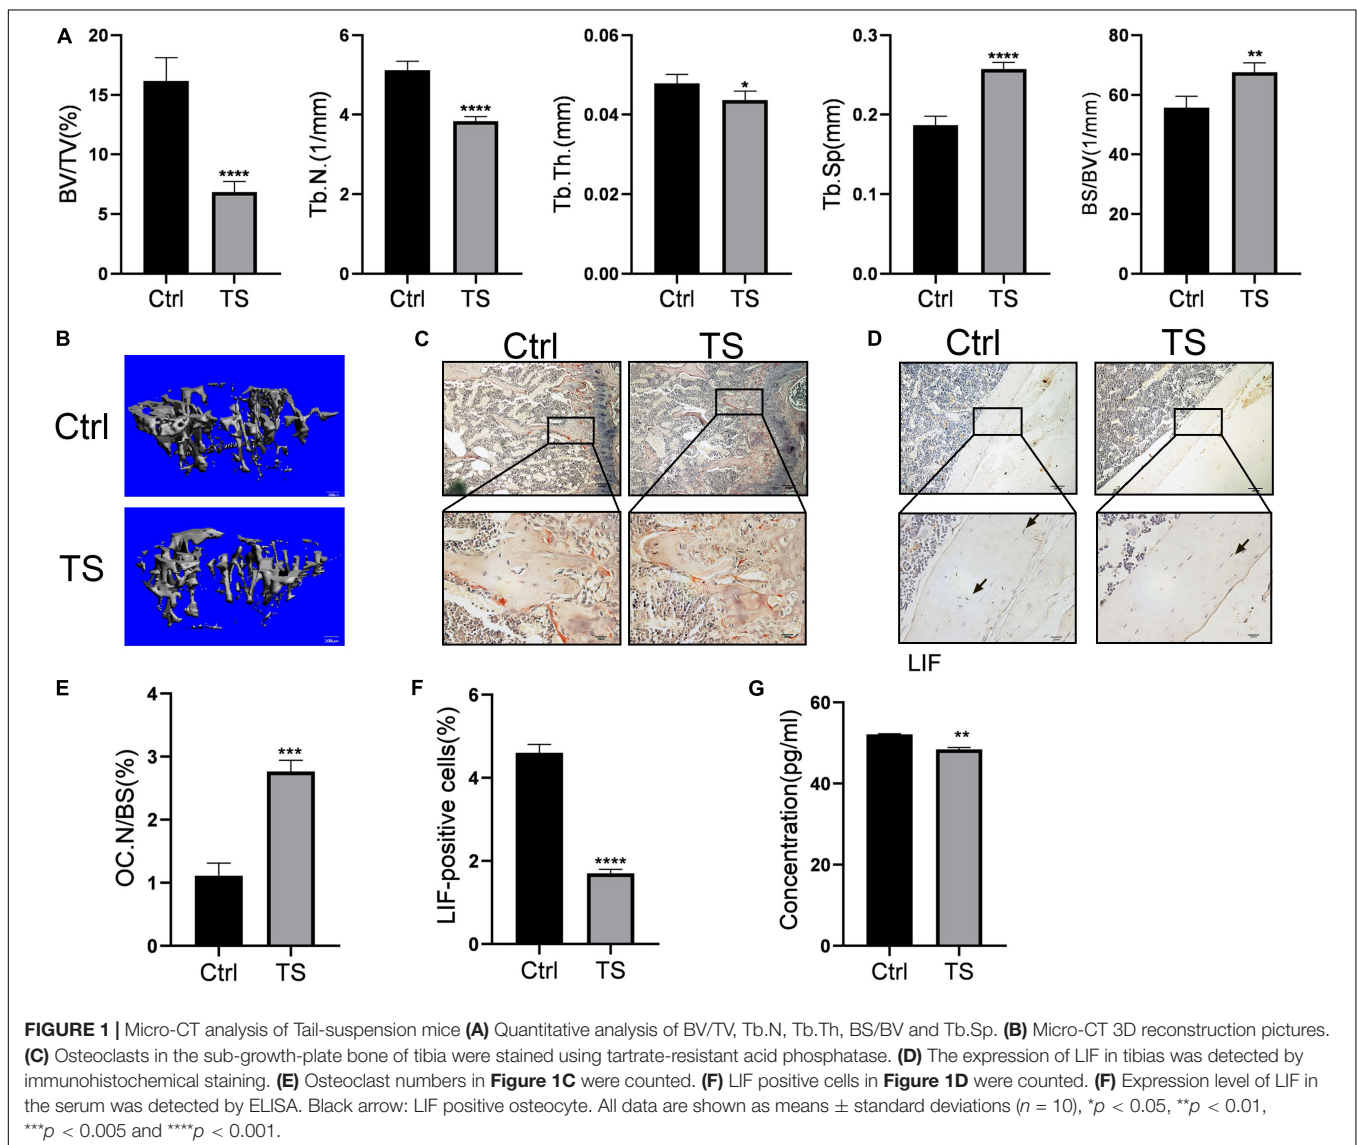 A
20
15
10
5
0
BV/TV(%)
****
Ctrl TS
6
4
2
0
Tb.N.(1/mm)
****
Ctrl TS
0.06
0.04
0.02
0.00
Tb.Th.(mm)
*
Ctrl TS
0.3
0.2
0.1
0.0
Tb.Sp(mm)
****
Ctrl TS
80
60
40
20
0
BS/BV(1/mm)
**
Ctrl TS
B
Ctrl
100µm
TS
100µm
C
Ctrl TS
D
Ctrl TS
LIF
E
4
3
2
1
0
OC.N/BS(%)
***
Ctrl TS
F
6
4
2
0
LIF-positive cells(%)
****
Ctrl TS
G
60
40
20
0
Concentration(pg/ml)
**
Ctrl TS
FIGURE 1 | Micro-CT analysis of Tail-suspension mice (A) Quantitative analysis of BV/TV, Tb.N, Tb.Th, BS/BV and Tb.Sp. (B) Micro-CT 3D reconstruction pictures.
(C) Osteoclasts in the sub-growth-plate bone of tibia were stained using tartrate-resistant acid phosphatase. (D) The expression of LIF in tibias was detected by
immunohistochemical staining. (E) Osteoclast numbers in Figure 1C were counted. (F) LIF positive cells in Figure 1D were counted. (F) Expression level of LIF in
the serum was detected by ELISA. Black arrow: LIF positive osteocyte. All data are shown as means ± standard deviations (n = 10), *p < 0.05, **p < 0.01,
***p < 0.005 and ****p < 0.001.